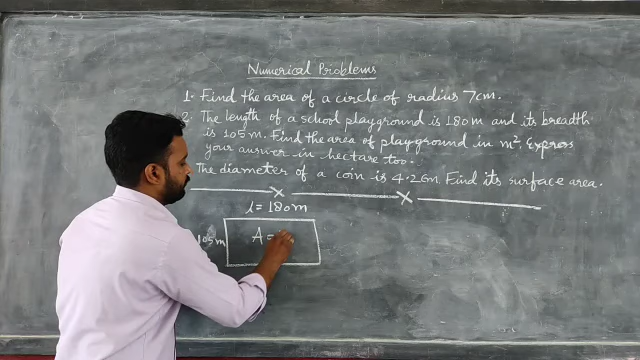 Numerical Problems
1. Find the area of a circle of radius 7cm.
2. The length of a school playground is 180m and its breadth
is 105m. Find the area of playground in m². Express
your answer in hectare too.
The diameter of a coin is 4.2cm. Find its surface area.
l = 180m
105m
A =